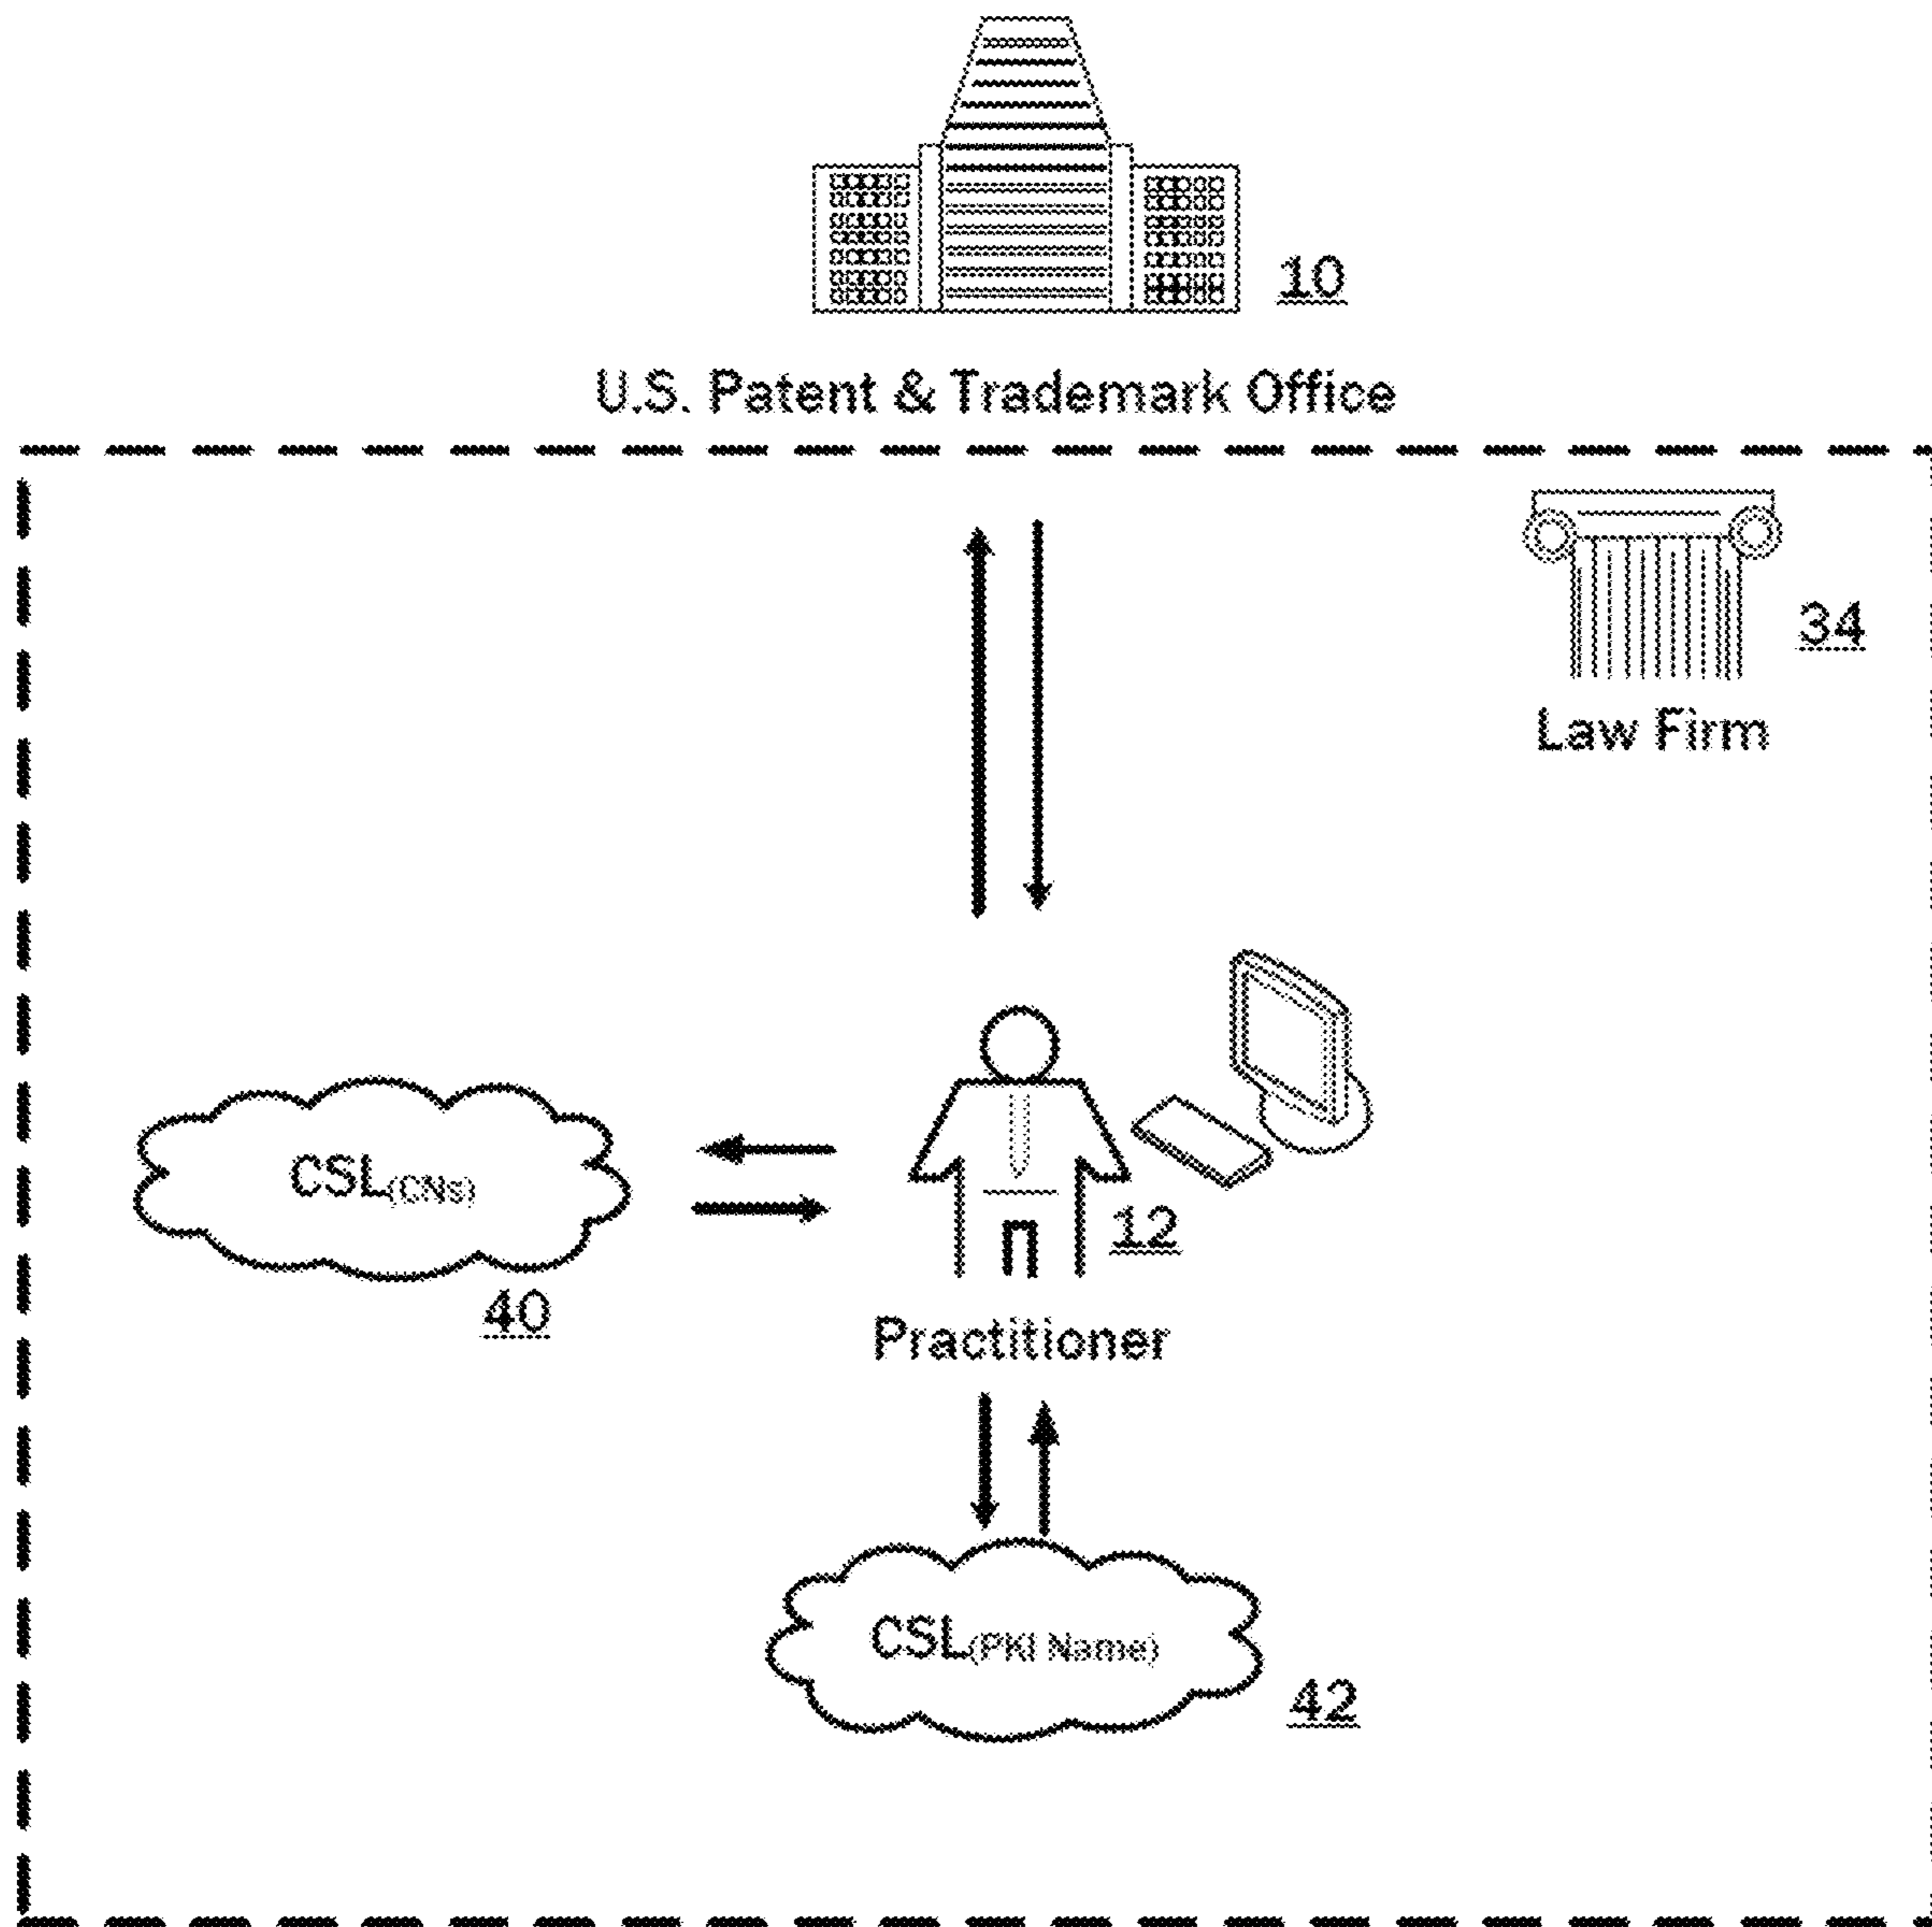 10
U.S. Patent & Trademark Office
34
Law Firm
CSL(CNs)
12
40
Practitioner
CSL(PKI Name)
42